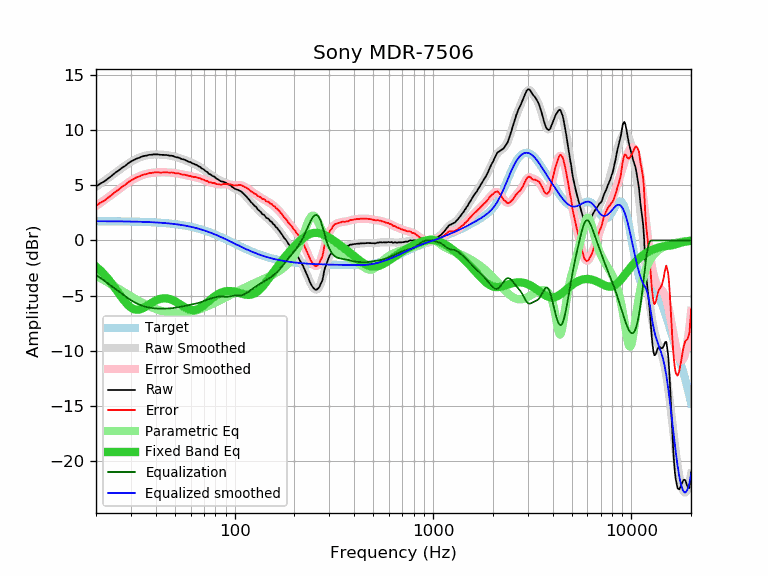 Sony MDR-7506
Amplitude (dBr)
15
10
5
0
−5
−10
−15
−20
Target
Raw Smoothed
Error Smoothed
Raw
Error
Parametric Eq
Fixed Band Eq
Equalization
Equalized smoothed
100
1000
10000
Frequency (Hz)